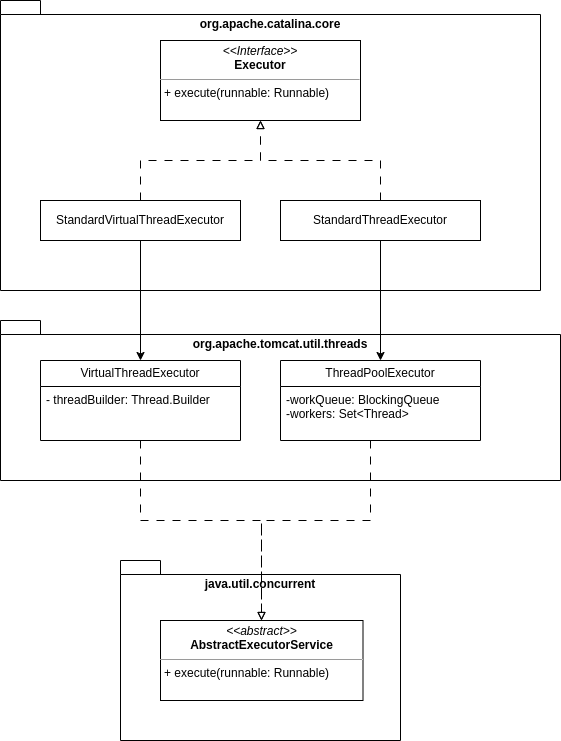 org.apache.catalina.core
<<Interface>>
Executor
+ execute(runnable: Runnable)
StandardVirtualThreadExecutor
StandardThreadExecutor
org.apache.tomcat.util.threads
VirtualThreadExecutor
- threadBuilder: Thread.Builder
ThreadPoolExecutor
-workQueue: BlockingQueue
-workers: Set<Thread>
java.util.concurrent
<<abstract>>
AbstractExecutorService
+ execute(runnable: Runnable)